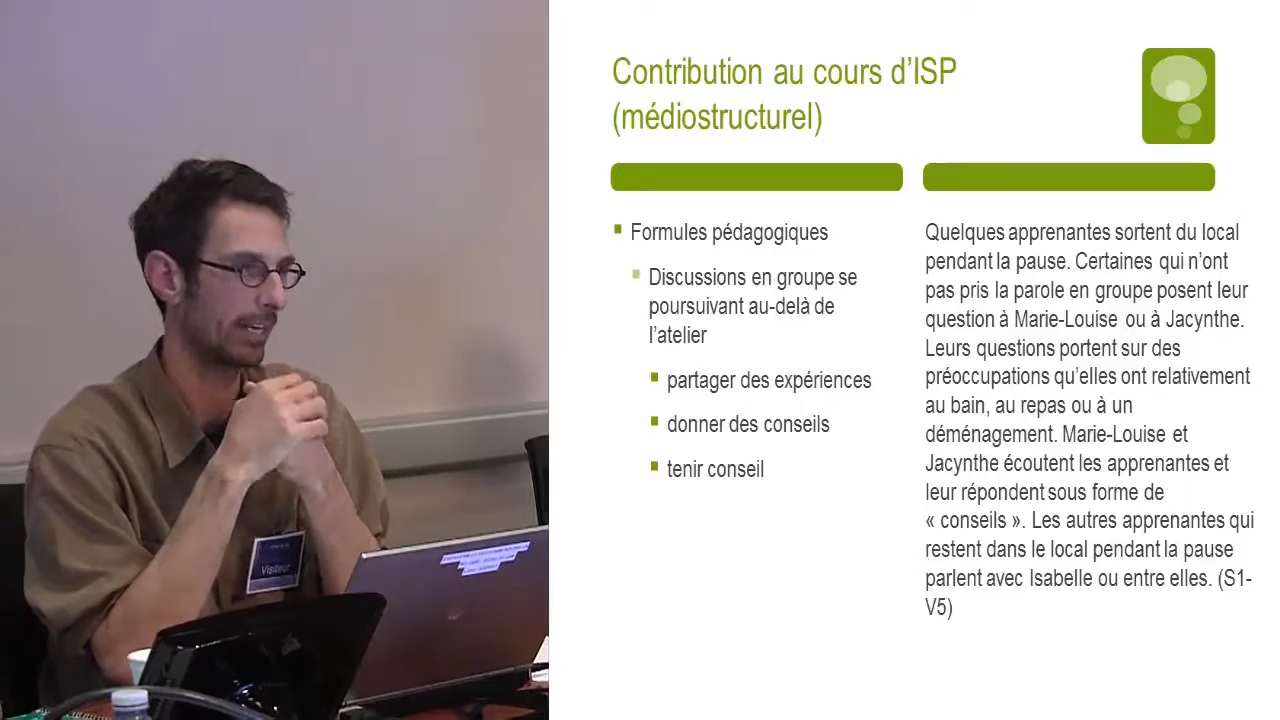 Contribution au cours d’ISP
(médiostructurel)
Formules pédagogiques
Discussions en groupe se
poursuivant au-delà de
l’atelier
partager des expériences
donner des conseils
tenir conseil
Quelques apprenantes sortent du local
pendant la pause. Certaines qui n’ont
pas pris la parole en groupe posent leur
question à Marie-Louise ou à Jacynthe.
Leurs questions portent sur des
préoccupations qu’elles ont relativement
au bain, au repas ou à un
déménagement. Marie-Louise et
Jacynthe écoutent les apprenantes et
leur répondent sous forme de
« conseils ». Les autres apprenantes qui
restent dans le local pendant la pause
parlent avec Isabelle ou entre elles. (S1-
V5)
Visiteur